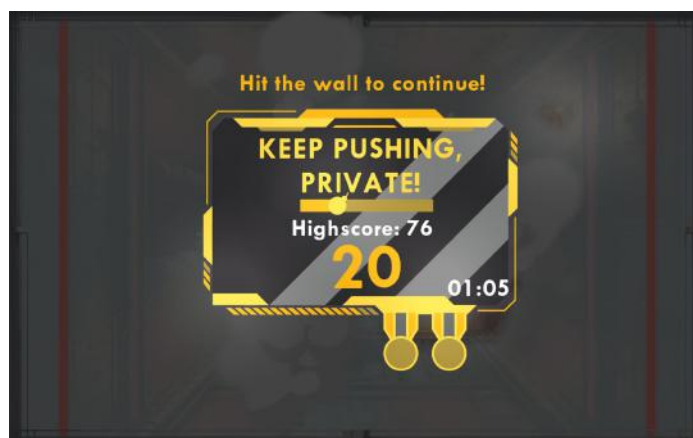 Hit the wall to continue!
KEEP PUSHING,
PRIVATE!
Highscore: 76
20
01:05